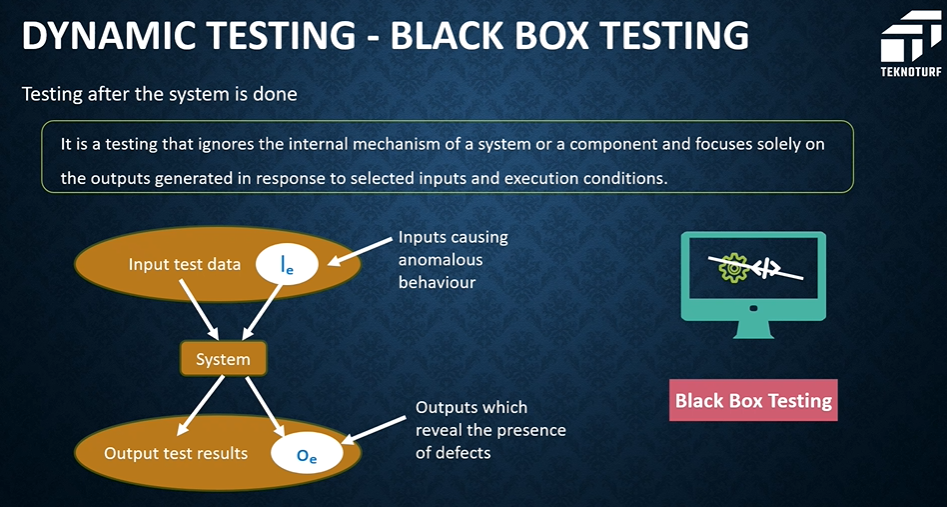 DYNAMIC TESTING - BLACK BOX TESTING
TEKNOTURF
Testing after the system is done
It is a testing that ignores the internal mechanism of a system or a component and focuses solely on
the outputs generated in response to selected inputs and execution conditions.
Input test data
Ie
Inputs causing
anomalous
behaviour
</>
System
Black Box Testing
Output test results
Oe
Outputs which
reveal the presence
of defects